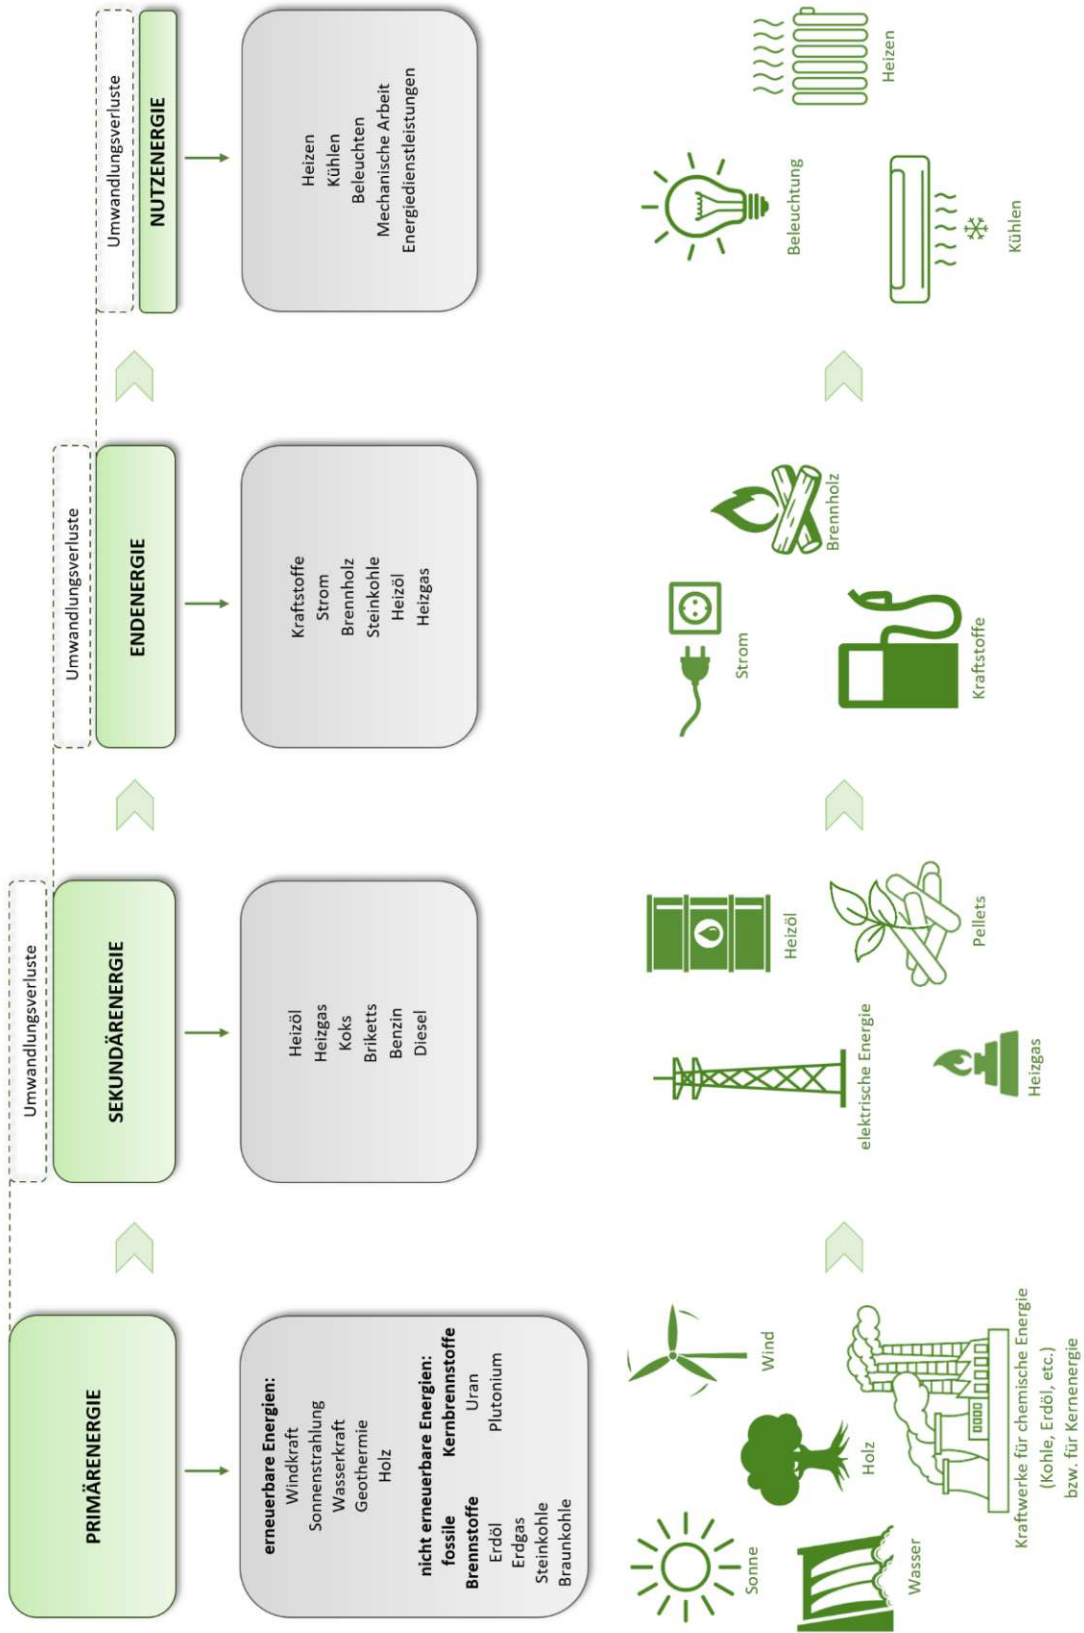 PRIMÄRENERGIE
erneuerbare Energien:
Windkraft
Sonnenstrahlung
Wasserkraft
Geothermie
Holz
nicht erneuerbare Energien:
fossile
Brennstoffe
Erdöl
Erdgas
Steinkohle
Braunkohle
Kernbrennstoffe
Uran
Plutonium
Umwandlungsverluste
SEKUNDÄRENERGIE
Heizöl
Heizgas
Koks
Briketts
Benzin
Diesel
Umwandlungsverluste
ENDENERGIE
Kraftstoffe
Strom
Brennholz
Steinkohle
Heizöl
Heizgas
Umwandlungsverluste
NUTZENERGIE
Heizen
Kühlen
Beleuchten
Mechanische Arbeit
Energiedienstleistungen
Sonne
Wind
Holz
Wasser
Kraftwerke für chemische Energie
(Kohle, Erdöl, etc.)
bzw. für Kernenergie
elektrische Energie
Heizöl
Heizgas
Pellets
Strom
Brennholz
Kraftstoffe
Beleuchtung
Heizen
Kühlen